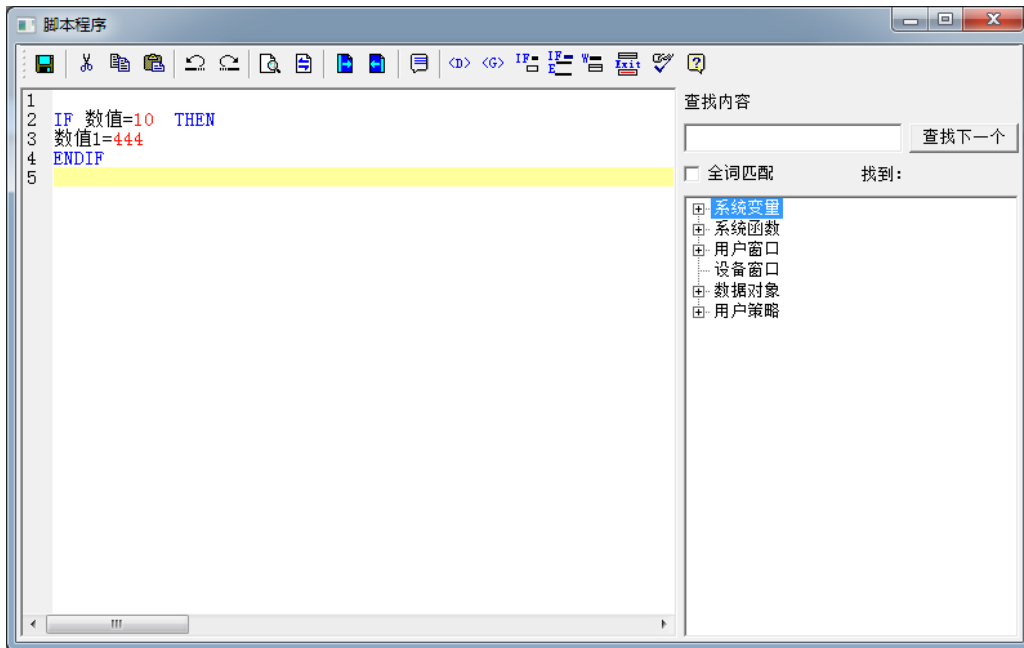 脚本程序
<D> <G> IF IF E W Exit
1
2 IF 数值=10 THEN
3 数值1=444
4 ENDIF
5
查找内容
查找下一个
全词匹配 找到:
系统变量
系统函数
用户窗口
设备窗口
数据对象
用户策略